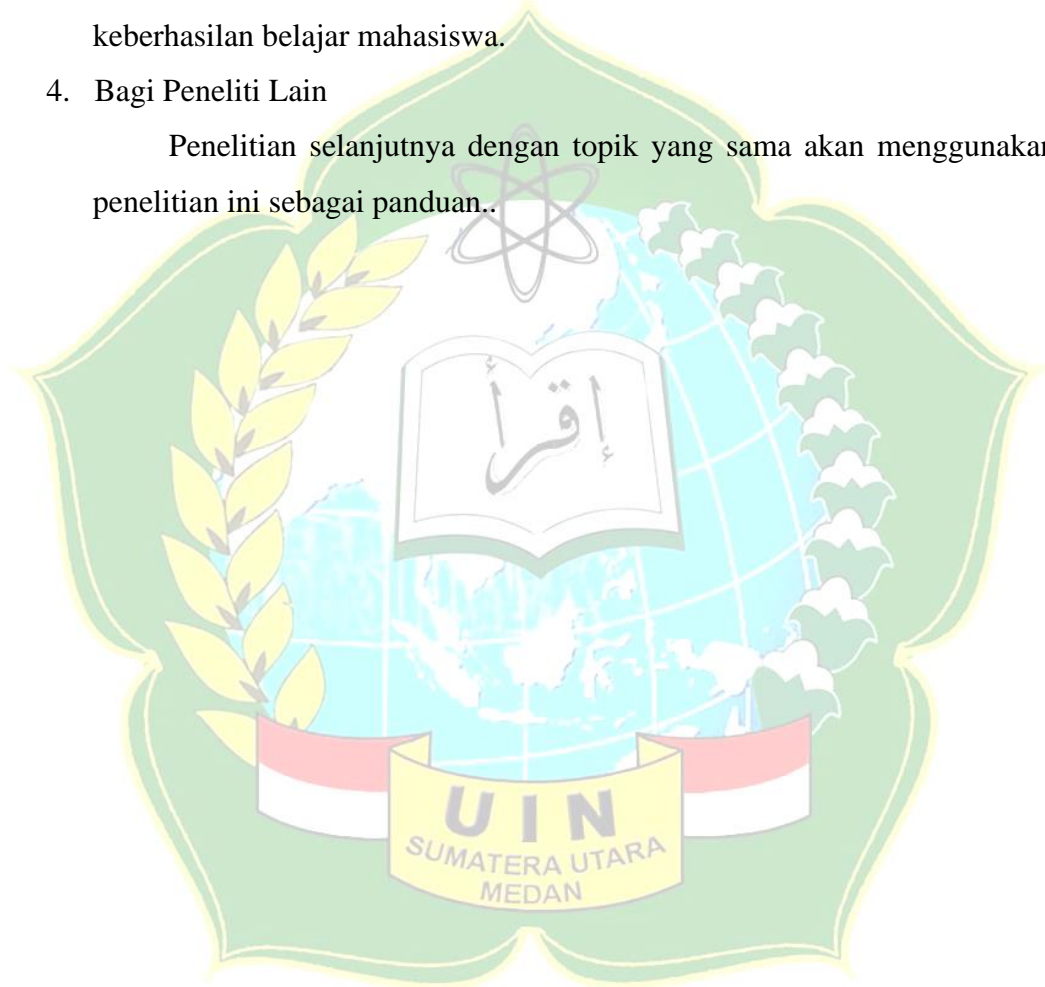 keberhasilan belajar mahasiswa.
4. Bagi Peneliti Lain
Penelitian selanjutnya dengan topik yang sama akan menggunakan
penelitian ini sebagai panduan..
إقرأ
UIN
SUMATERA UTARA
MEDAN